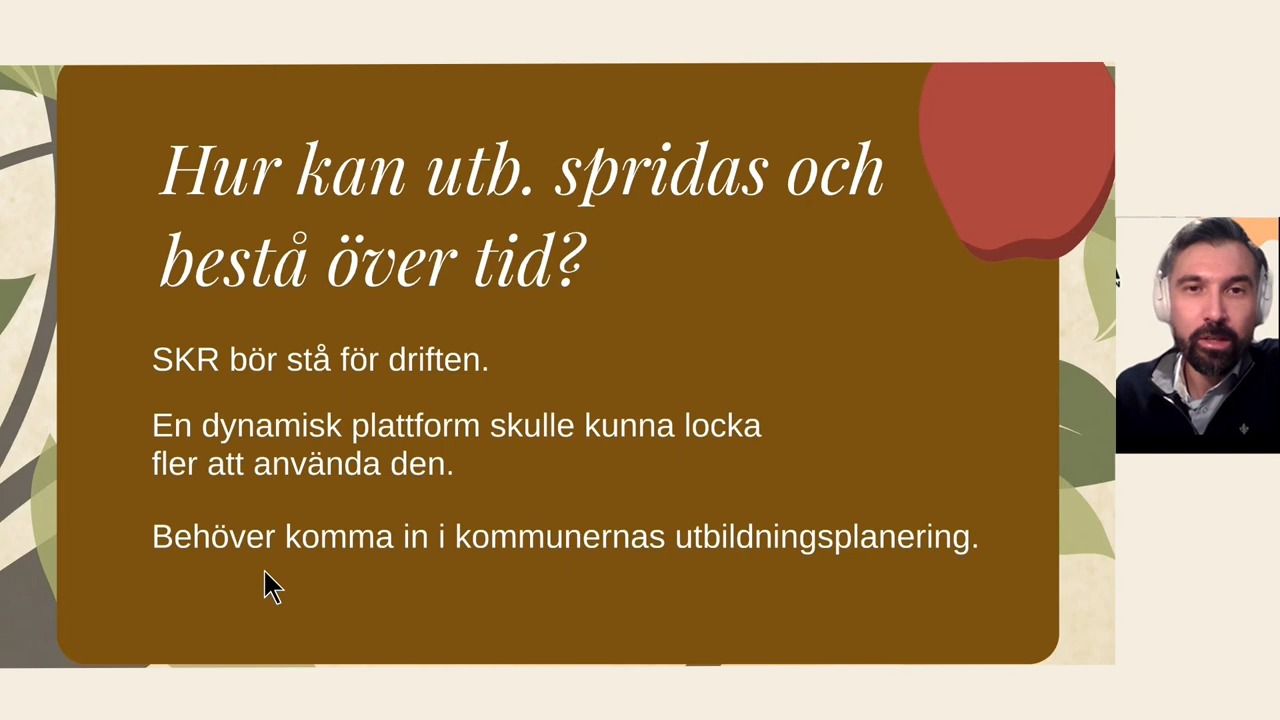 Hur kan utb. spridas och
bestå över tid?
SKR bör stå för driften.
En dynamisk plattform skulle kunna locka
fler att använda den.
Behöver komma in i kommunernas utbildningsplanering.